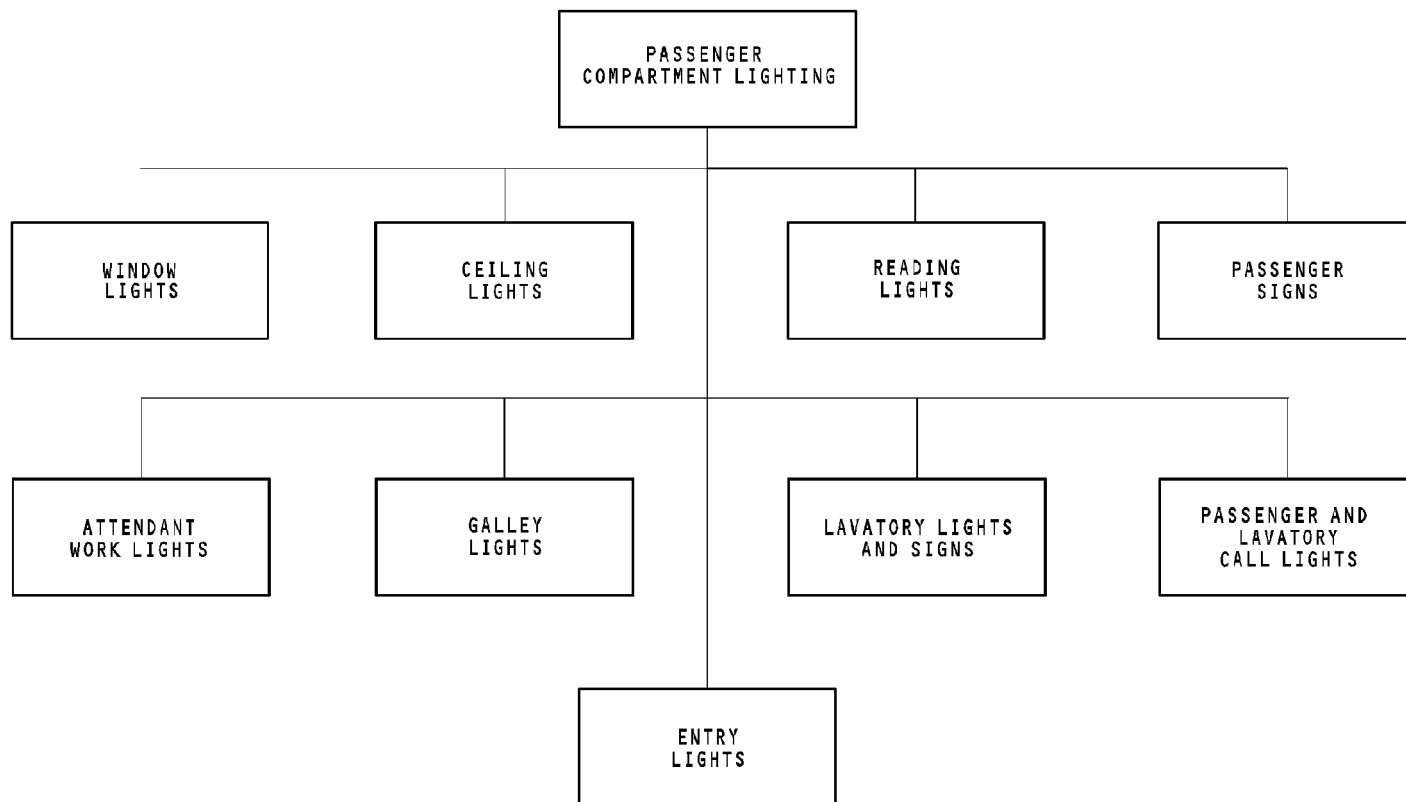 PASSENGER
COMPARTMENT LIGHTING
WINDOW
LIGHTS
CEILING
LIGHTS
READING
LIGHTS
PASSENGER
SIGNS
ATTENDANT
WORK LIGHTS
GALLEY
LIGHTS
LAVATORY LIGHTS
AND SIGNS
PASSENGER AND
LAVATORY
CALL LIGHTS
ENTRY
LIGHTS